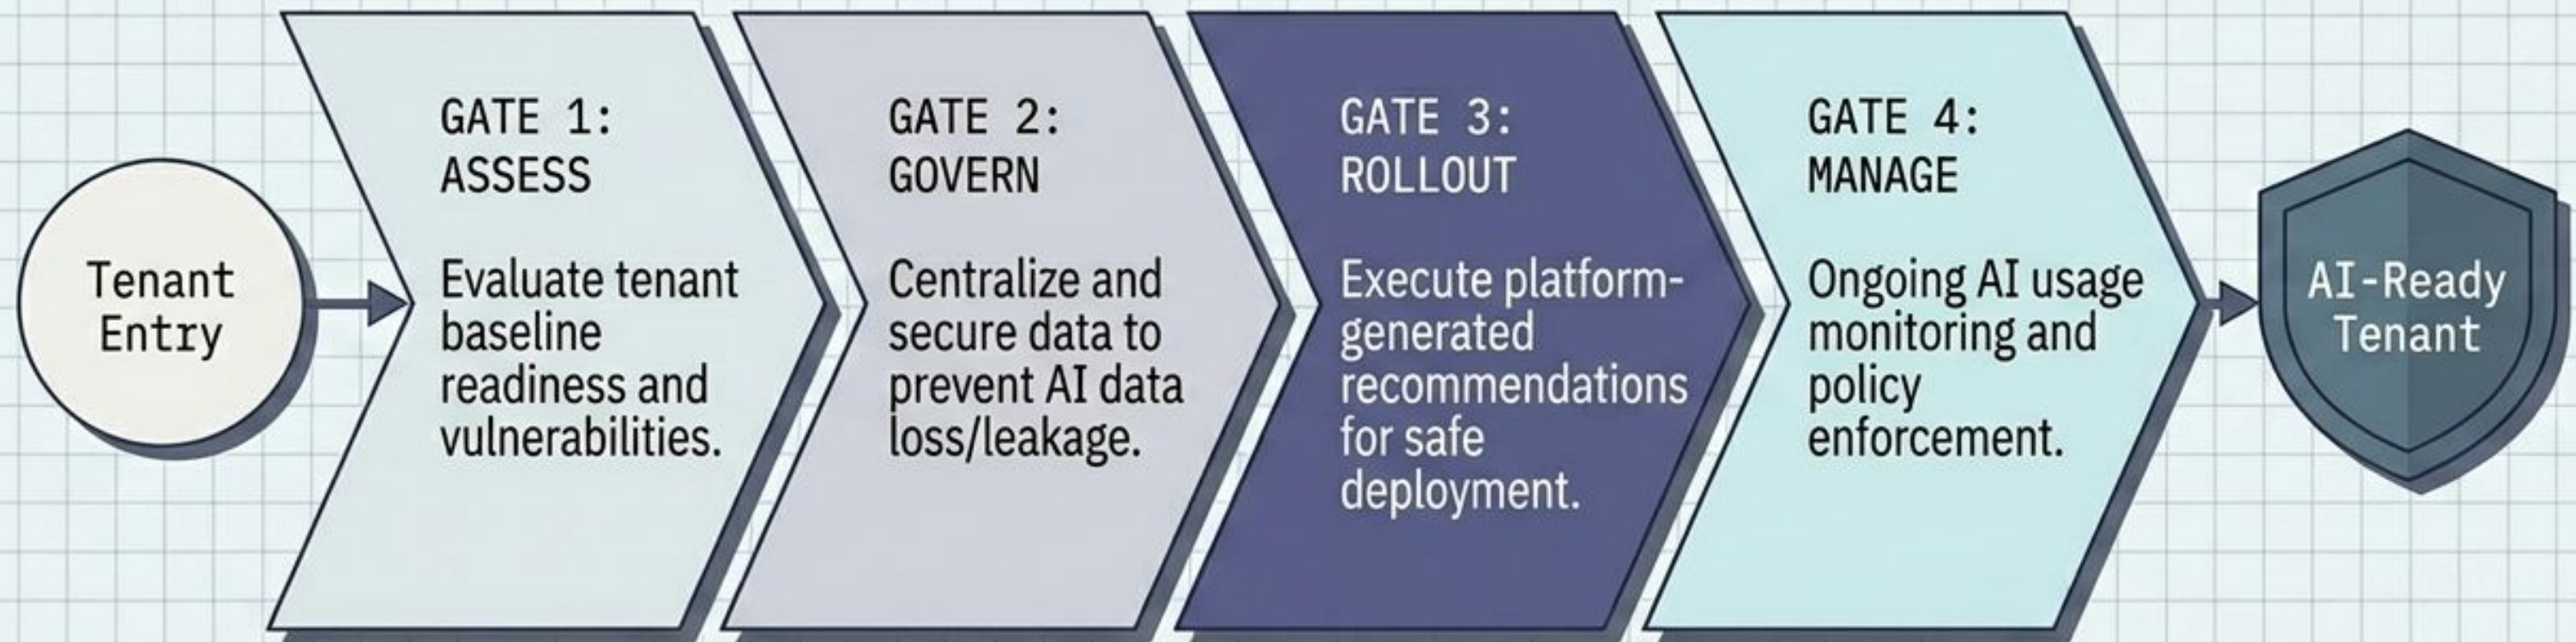 Tenant
Entry
GATE 1:
ASSESS
Evaluate tenant
baseline
readiness and
vulnerabilities.
GATE 2:
GOVERN
Centralize and
secure data to
prevent AI data
loss/leakage.
GATE 3:
ROLLOUT
Execute platform-
generated
recommendations
for safe
deployment.
GATE 4:
MANAGE
Ongoing AI usage
monitoring and
policy
enforcement.
AI-Ready
Tenant